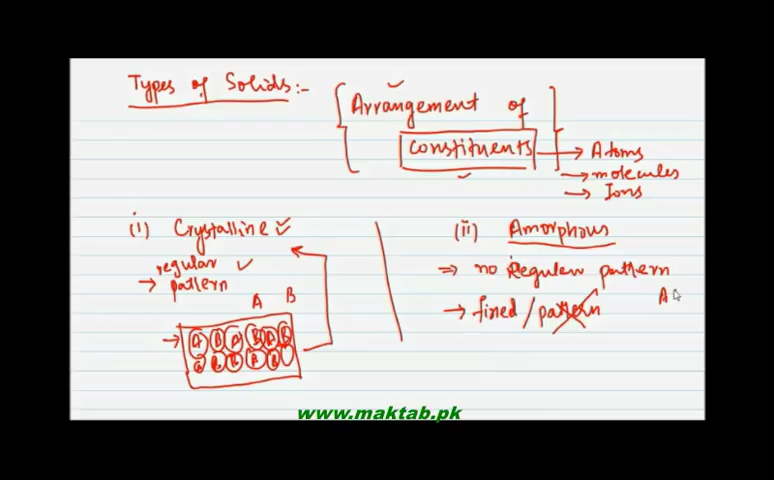 Types of Solids:-
Arrangement of
constituents → Atoms
→ molecules
→ Ions
(i) Crystalline
regular
→ pattern
A B
A B A B A B
B B A B
(ii) Amorphous
⇒ no Regular pattern
→ fixed / pattern
A
www.maktab.pk